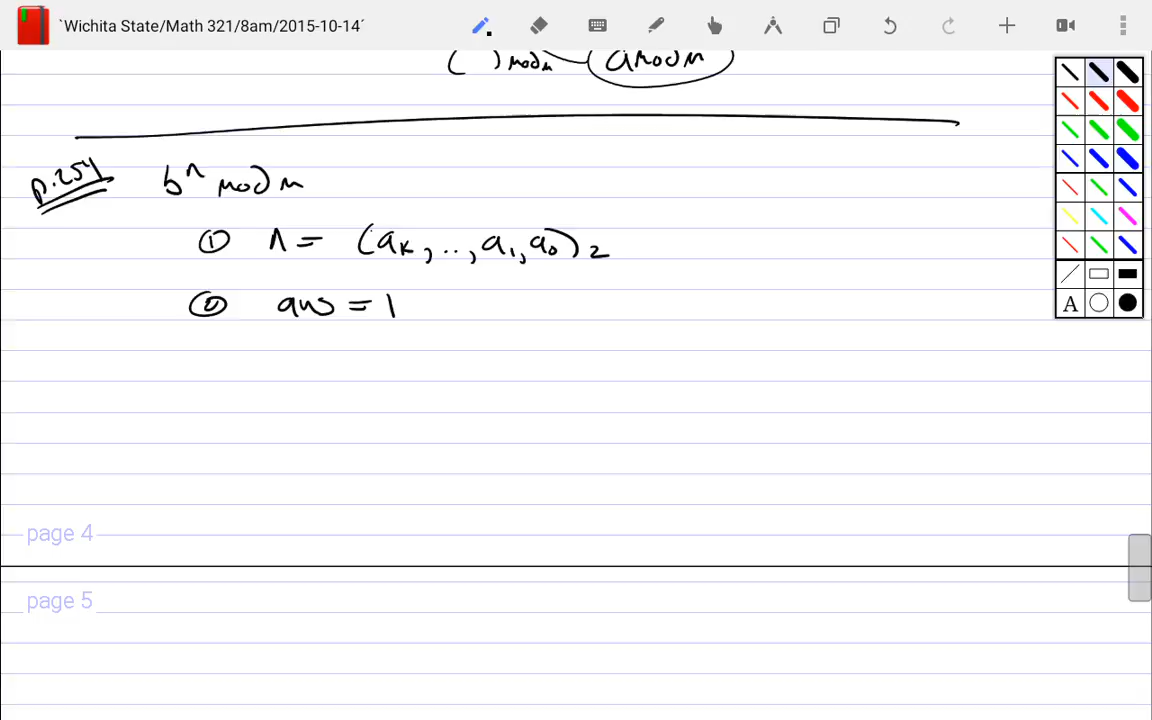 `Wichita State/Math 321/8am/2015-10-14´
( ) mod m a mod m
p.254 b^n mod m
① n = (a_k, .., a_1, a_0)_2
② ans = 1
A
page 4
page 5